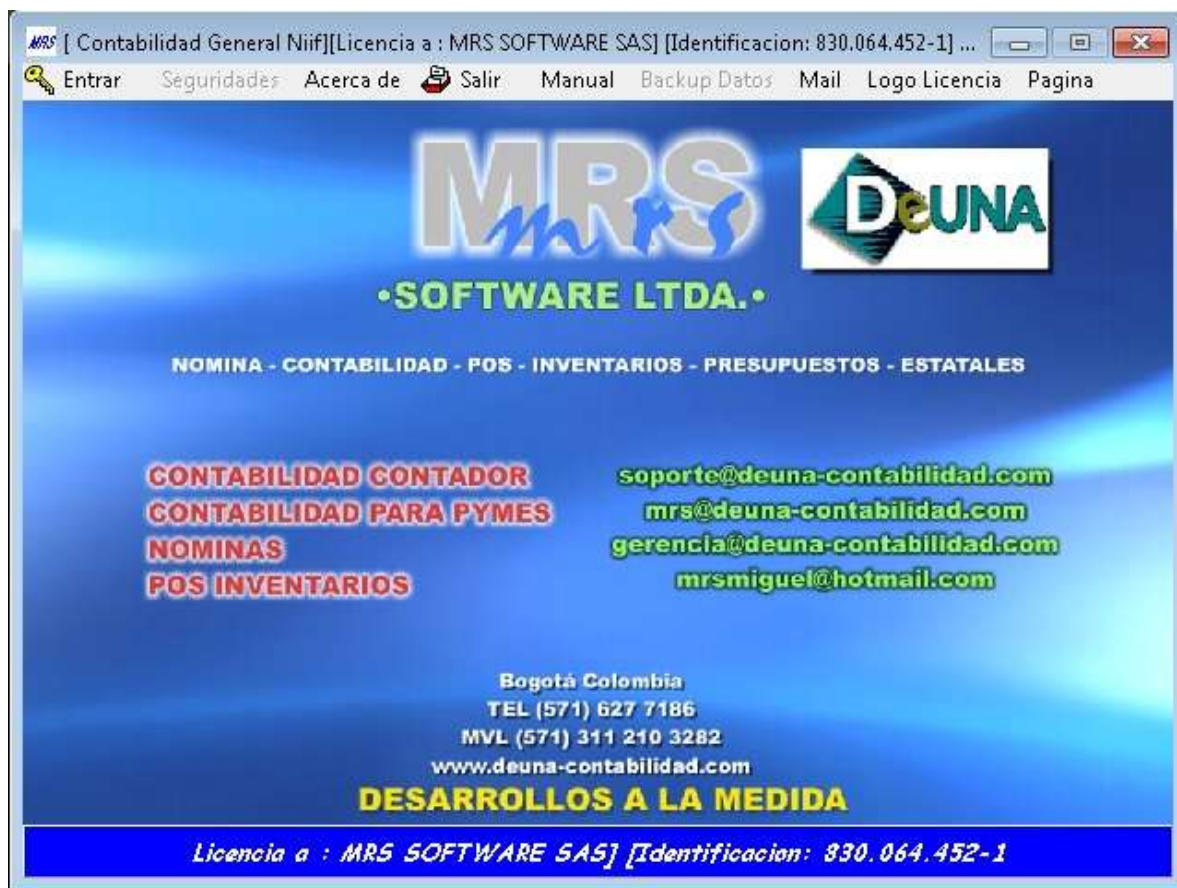 MRS [ Contabilidad General Niif][Licencia a : MRS SOFTWARE SAS] [Identificacion: 830.064.452-1] ...
Entrar Seguridades Acerca de Salir Manual Backup Datos Mail Logo Licencia Pagina
MRS
mrs
DeUNA
•SOFTWARE LTDA.•
NOMINA - CONTABILIDAD - POS - INVENTARIOS - PRESUPUESTOS - ESTATALES
CONTABILIDAD CONTADOR
CONTABILIDAD PARA PYMES
NOMINAS
POS INVENTARIOS
soporte@deuna-contabilidad.com
mrs@deuna-contabilidad.com
gerencia@deuna-contabilidad.com
mrsmiguel@hotmail.com
Bogotá Colombia
TEL (571) 627 7186
MVL (571) 311 210 3282
www.deuna-contabilidad.com
DESARROLLOS A LA MEDIDA
Licencia a : MRS SOFTWARE SAS] [Identificacion: 830.064.452-1